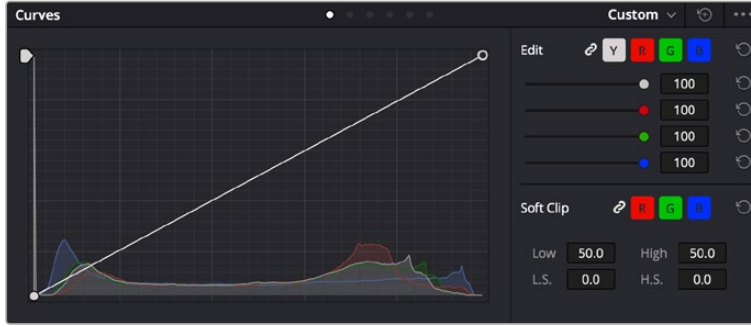 Curves Custom
Edit Y R G B
100
100
100
100
Soft Clip R G B
Low 50.0 High 50.0
L.S. 0.0 H.S. 0.0